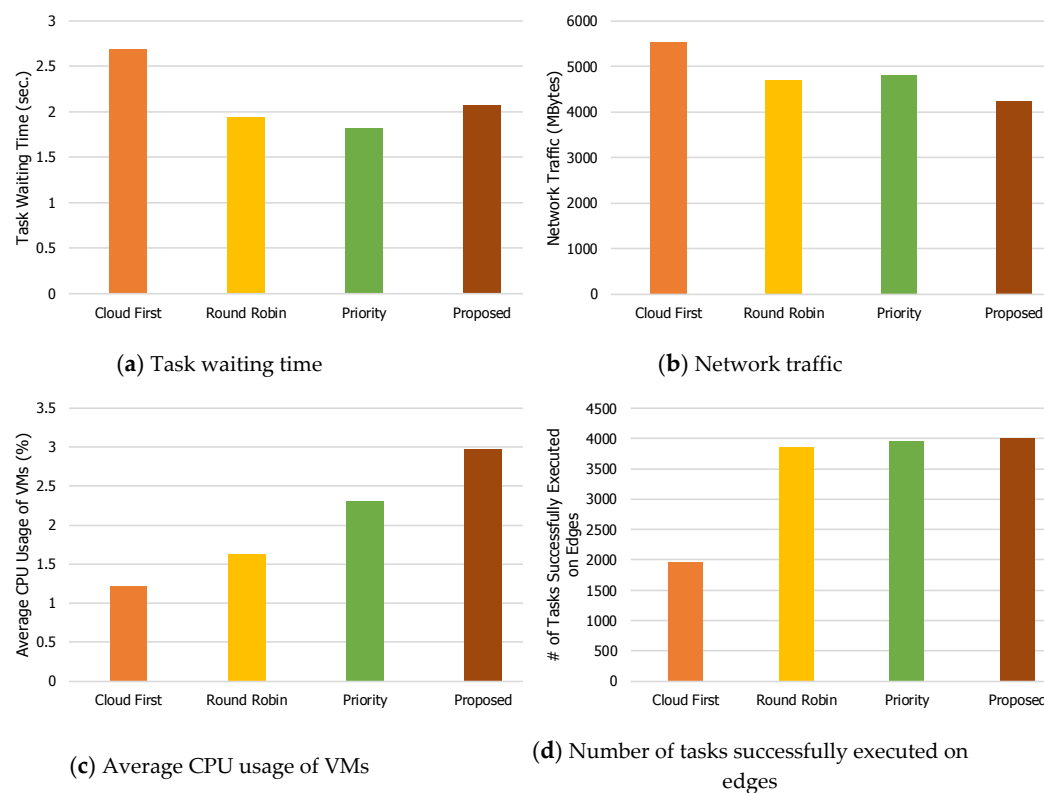 3
2.5
2
1.5
1
0.5
0
Task Waiting Time (sec.)
Cloud First Round Robin Priority Proposed
(a) Task waiting time
6000
5000
4000
3000
2000
1000
0
Network Traffic (MBytes)
Cloud First Round Robin Priority Proposed
(b) Network traffic
3.5
3
2.5
2
1.5
1
0.5
0
Average CPU Usage of VMs (%)
Cloud First Round Robin Priority Proposed
(c) Average CPU usage of VMs
4500
4000
3500
3000
2500
2000
1500
1000
500
0
# of Tasks Successfully Executed
on Edges
Cloud First Round Robin Priority Proposed
(d) Number of tasks successfully executed on
edges